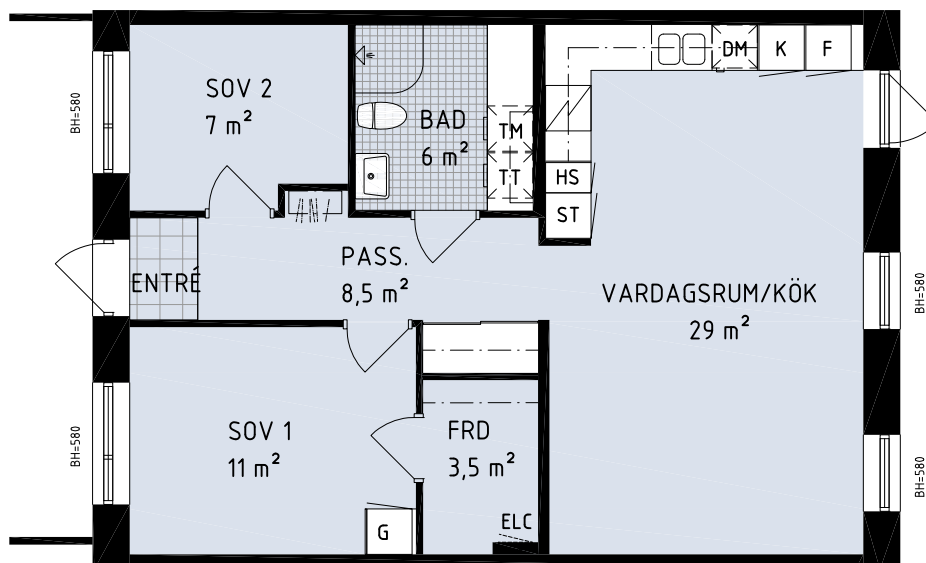 DM
K
F
SOV 2
7 m²
BH=580
BAD
6 m²
TM
TT
HS
ST
PASS.
8,5 m²
ENTRÉ
VARDAGSRUM/KÖK
29 m²
BH=580
SOV 1
11 m²
BH=580
FRD
3,5 m²
BH=580
ELC
G